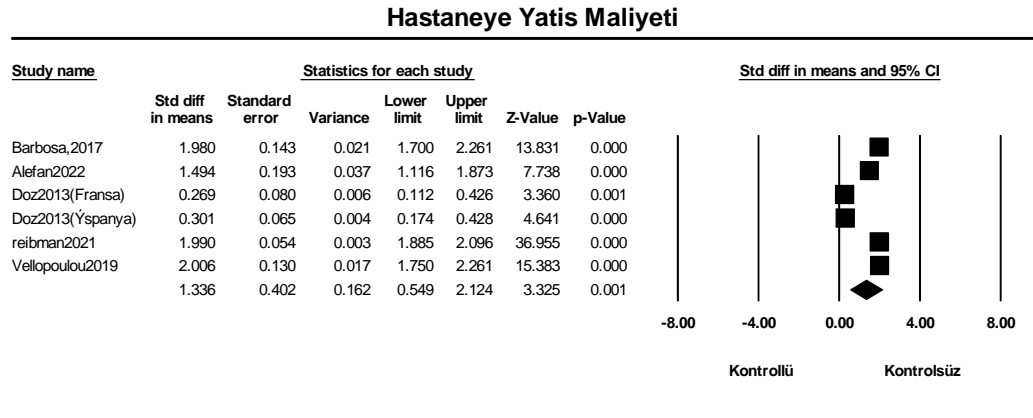 Hastaneye Yatis Maliyeti
Study name Statistics for each study Std diff in means and 95% CI
Std diff Standard Lower Upper
in means error Variance limit limit Z-Value p-Value
Barbosa,2017 1.980 0.143 0.021 1.700 2.261 13.831 0.000
Alefan2022 1.494 0.193 0.037 1.116 1.873 7.738 0.000
Doz2013(Fransa) 0.269 0.080 0.006 0.112 0.426 3.360 0.001
Doz2013(Ýspanya) 0.301 0.065 0.004 0.174 0.428 4.641 0.000
reibman2021 1.990 0.054 0.003 1.885 2.096 36.955 0.000
Vellopoulou2019 2.006 0.130 0.017 1.750 2.261 15.383 0.000
1.336 0.402 0.162 0.549 2.124 3.325 0.001
-8.00 -4.00 0.00 4.00 8.00
Kontrollü Kontrolsüz